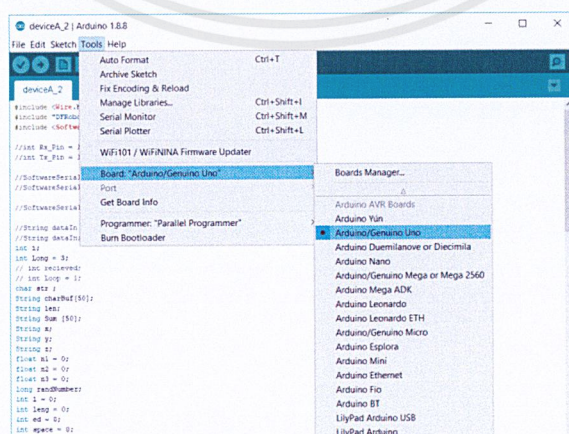 deviceA_2 | Arduino 1.8.8
File Edit Sketch Tools Help
deviceA_2
Auto Format Ctrl+T
Archive Sketch
Fix Encoding & Reload
Manage Libraries... Ctrl+Shift+I
Serial Monitor Ctrl+Shift+M
Serial Plotter Ctrl+Shift+L
WiFi101 / WiFiNINA Firmware Updater
Board: "Arduino/Genuino Uno"
Port
Get Board Info
Programmer: "Parallel Programmer"
Burn Bootloader
Boards Manager...
Arduino AVR Boards
Arduino Yún
Arduino/Genuino Uno
Arduino Duemilanove or Diecimila
Arduino Nano
Arduino/Genuino Mega or Mega 2560
Arduino Mega ADK
Arduino Leonardo
Arduino Leonardo ETH
Arduino/Genuino Micro
Arduino Esplora
Arduino Mini
Arduino Ethernet
Arduino Fio
Arduino BT
LilyPad Arduino USB
LilyPad Arduino
#include <Wire.h
#include "DFRobo
#include <Softwa
//int Rx_Pin =
//int Tx_Pin =
//SoftwareSerial
//SoftwareSerial
//SoftwareSerial
//String dataIn
//String dataIn
int i;
int Long = 3;
// int recieved;
// int Loop = 1;
char str ;
String charBuf[50];
String len;
String Sum [50];
String x;
String y;
String z;
float n1 = 0;
float n2 = 0;
float n3 = 0;
long randNumber;
int l = 0;
int leng = 0;
int ed = 0;
int space = 0;